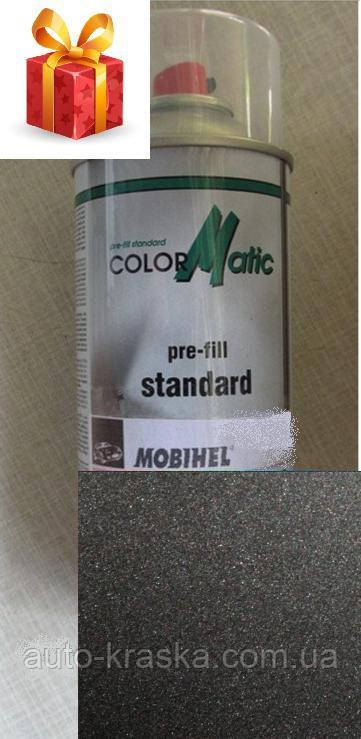 pre-fill standard
COLORMatic
pre-fill
standard
MOBIHEL®
auto-kraska.com.ua